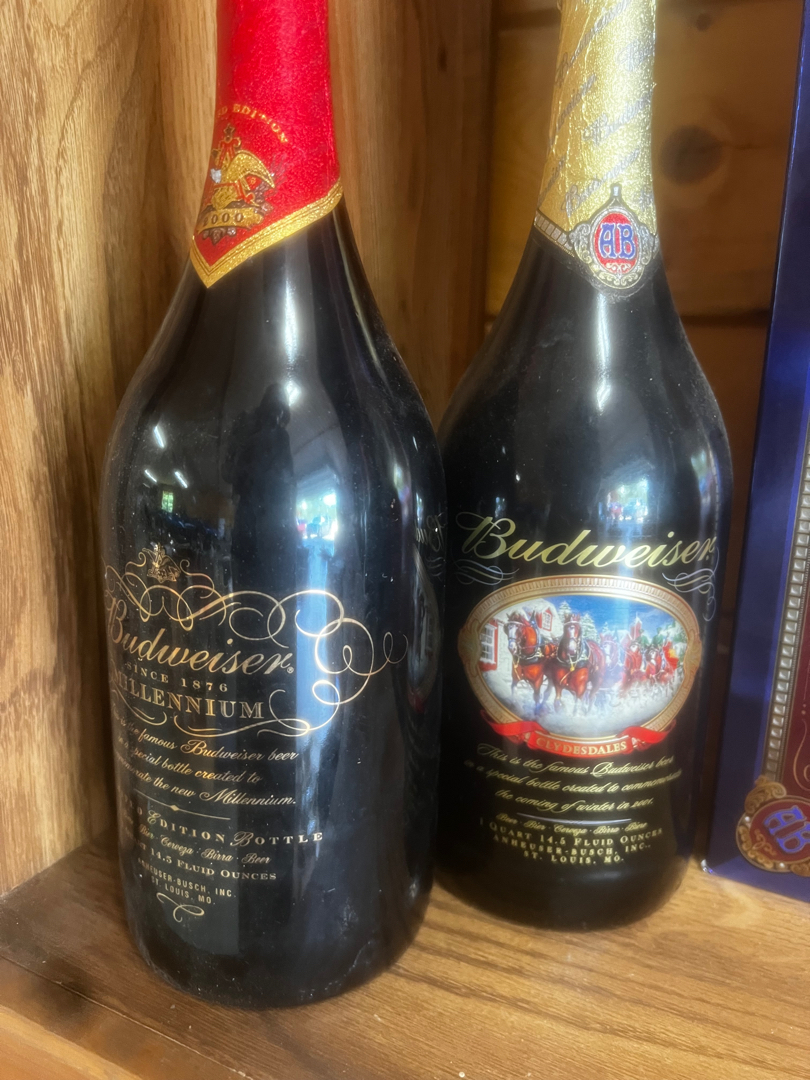 EDITION
2000
Budweiser®
SINCE 1876
MILLENNIUM
famous Budweiser beer
special bottle created to
the new Millennium.
EDITION BOTTLE
Bier · Cerveza · Birra · Beer
14.5 FLUID OUNCES
ANHEUSER-BUSCH, INC.
ST. LOUIS, MO.
AB
Budweiser
CLYDESDALES
This is the famous Budweiser beer
in a special bottle created to commemorate
the coming of winter in 2001.
Beer · Bier · Cerveza · Birra · Bière
1 QUART 14.5 FLUID OUNCES
ANHEUSER-BUSCH, INC.,
ST. LOUIS, MO.
AB